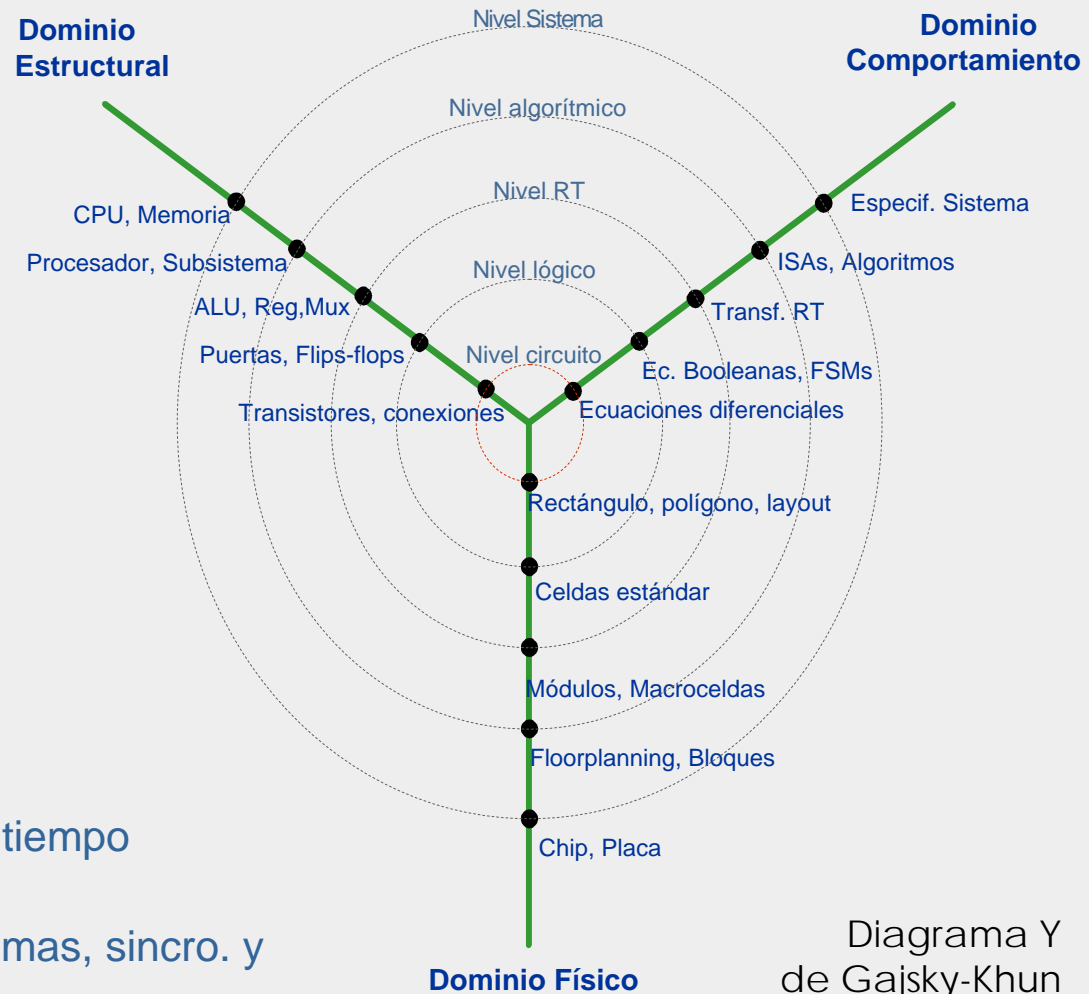 Nivel Sistema
Dominio
Estructural
Dominio
Comportamiento
Nivel algorítmico
Nivel RT
Nivel lógico
Nivel circuito
CPU, Memoria
Procesador, Subsistema
ALU, Reg,Mux
Puertas, Flips-flops
Transistores, conexiones
Especif. Sistema
ISAs, Algoritmos
Transf. RT
Ec. Booleanas, FSMs
Ecuaciones diferenciales
Rectángulo, polígono, layout
Celdas estándar
Módulos, Macroceldas
Floorplanning, Bloques
Chip, Placa
Dominio Físico
tiempo
mas, sincro. y
Diagrama Y
de Gajsky-Khun